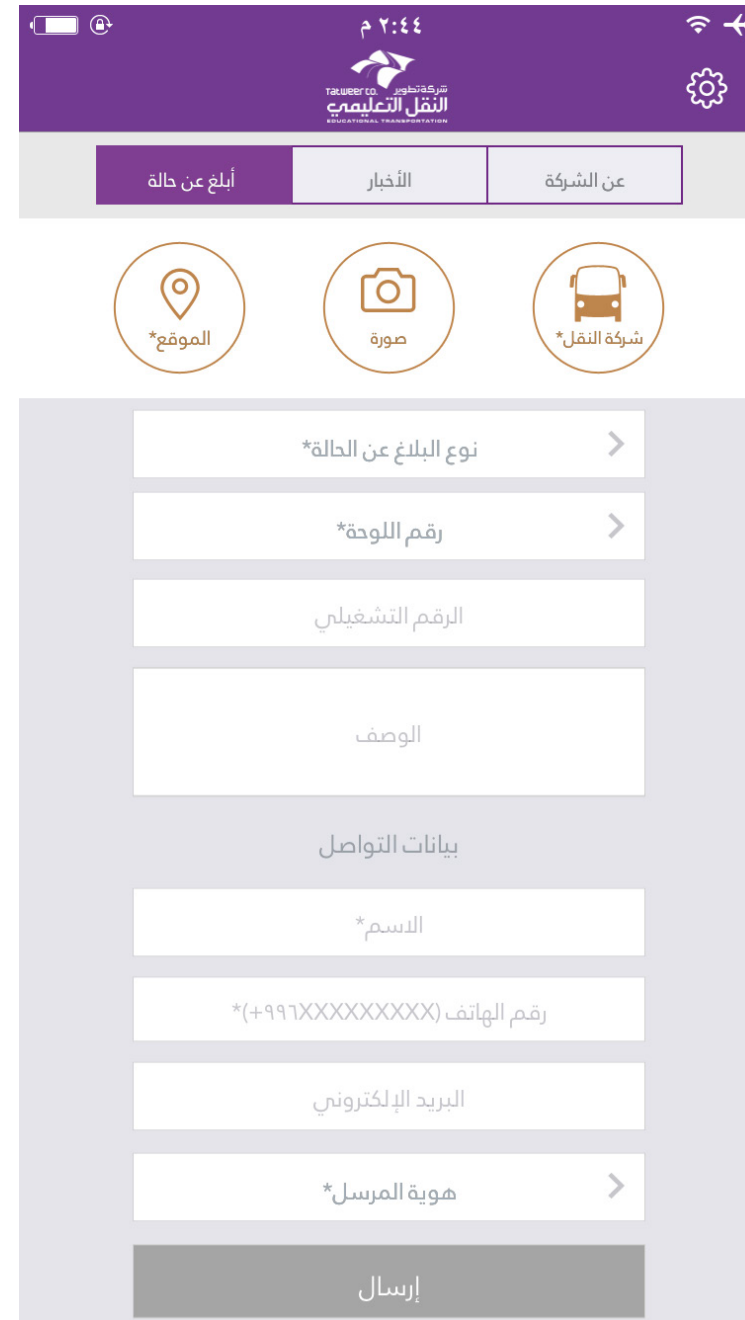 ٢:٤٤ م
شركة تطوير TATWEER CO.
النقل التعليمي
EDUCATIONAL TRANSPORTATION
عن الشركة
الأخبار
أبلغ عن حالة
شركة النقل*
صورة
الموقع*
نوع البلاغ عن الحالة*
رقم اللوحة*
الرقم التشغيلي
الوصف
بيانات التواصل
الاسم*
رقم الهاتف (٩٩٦XXXXXXXXX+)*
البريد الإلكتروني
هوية المرسل*
إرسال